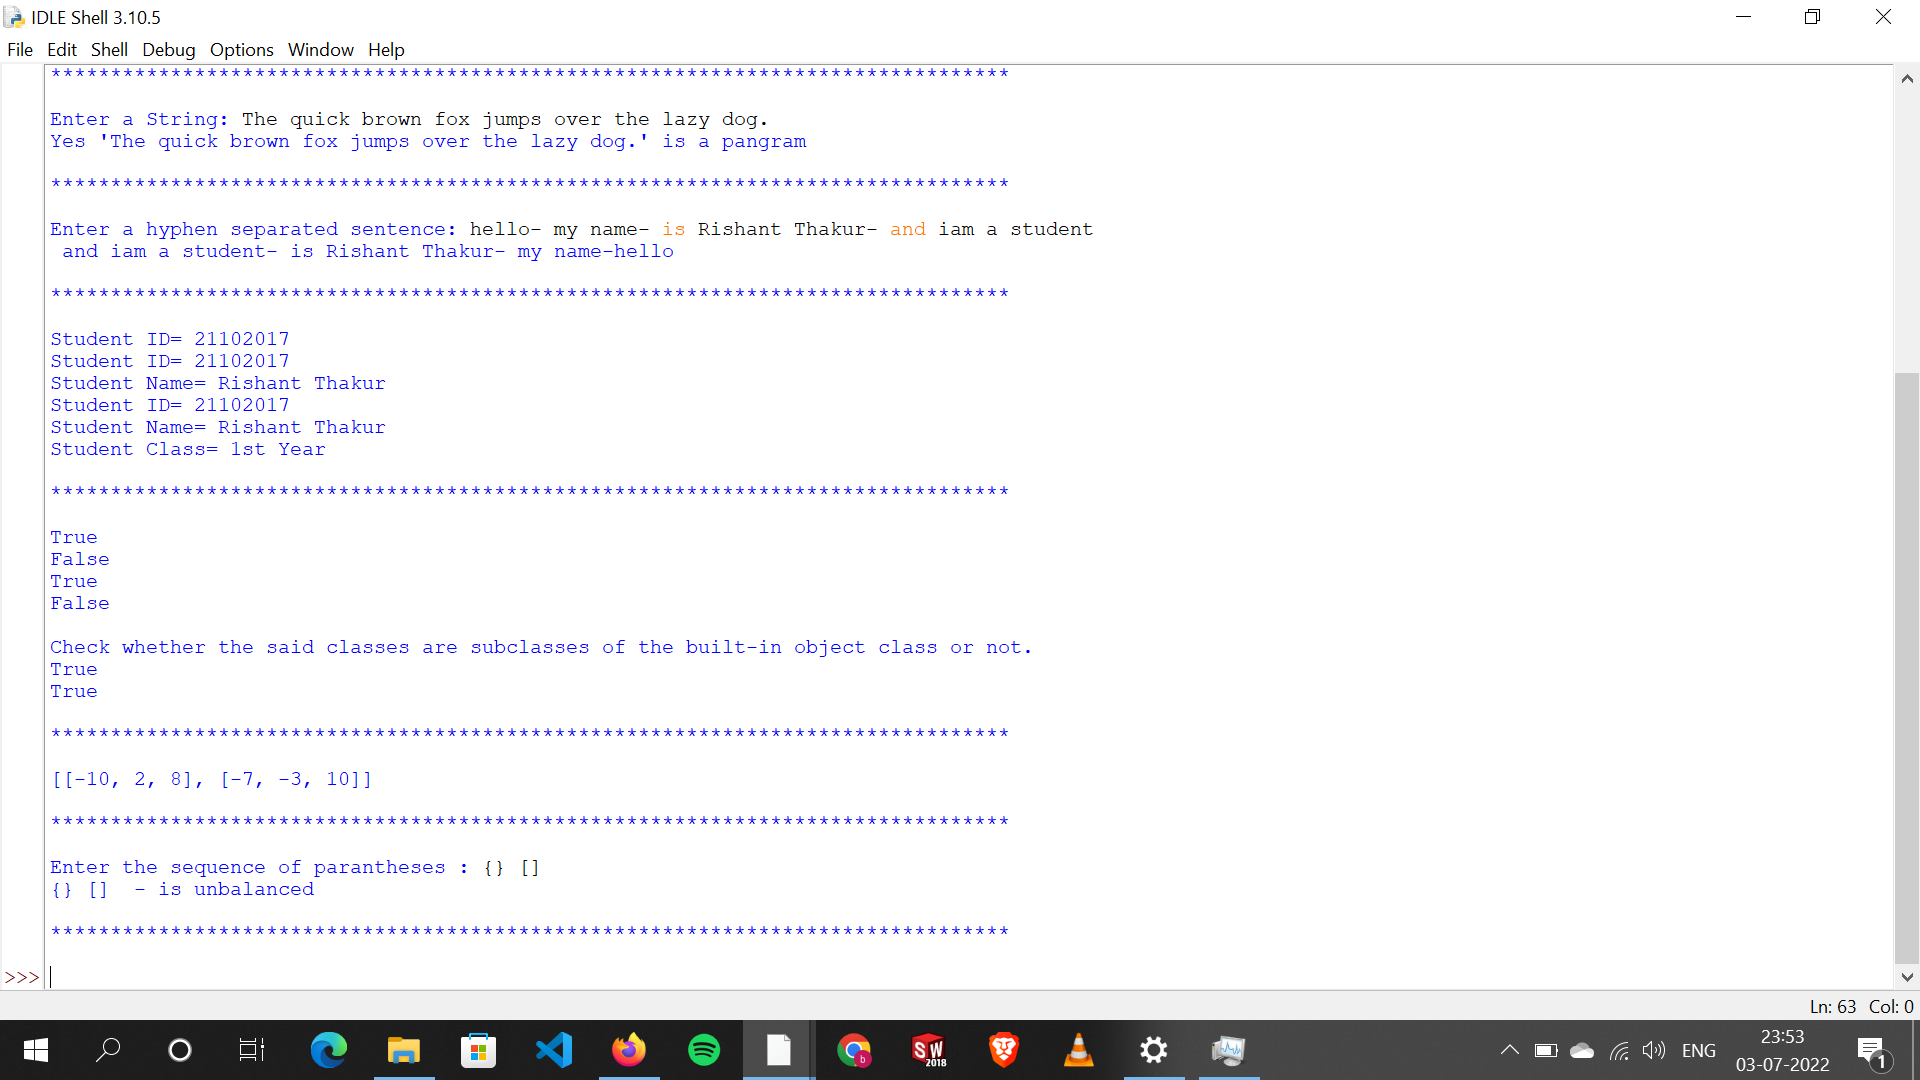 IDLE Shell 3.10.5
File Edit Shell Debug Options Window Help
********************************************************************************
Enter a String: The quick brown fox jumps over the lazy dog.
Yes 'The quick brown fox jumps over the lazy dog.' is a pangram
********************************************************************************
Enter a hyphen separated sentence: hello- my name- is Rishant Thakur- and iam a student
 and iam a student- is Rishant Thakur- my name-hello
********************************************************************************
Student ID= 21102017
Student ID= 21102017
Student Name= Rishant Thakur
Student ID= 21102017
Student Name= Rishant Thakur
Student Class= 1st Year
********************************************************************************
True
False
True
False
Check whether the said classes are subclasses of the built-in object class or not.
True
True
********************************************************************************
[[-10, 2, 8], [-7, -3, 10]]
********************************************************************************
Enter the sequence of parantheses : {} []
{} []  - is unbalanced
********************************************************************************
>>>
Ln: 63 Col: 0
b
SW
2018
ENG
23:53
03-07-2022
1